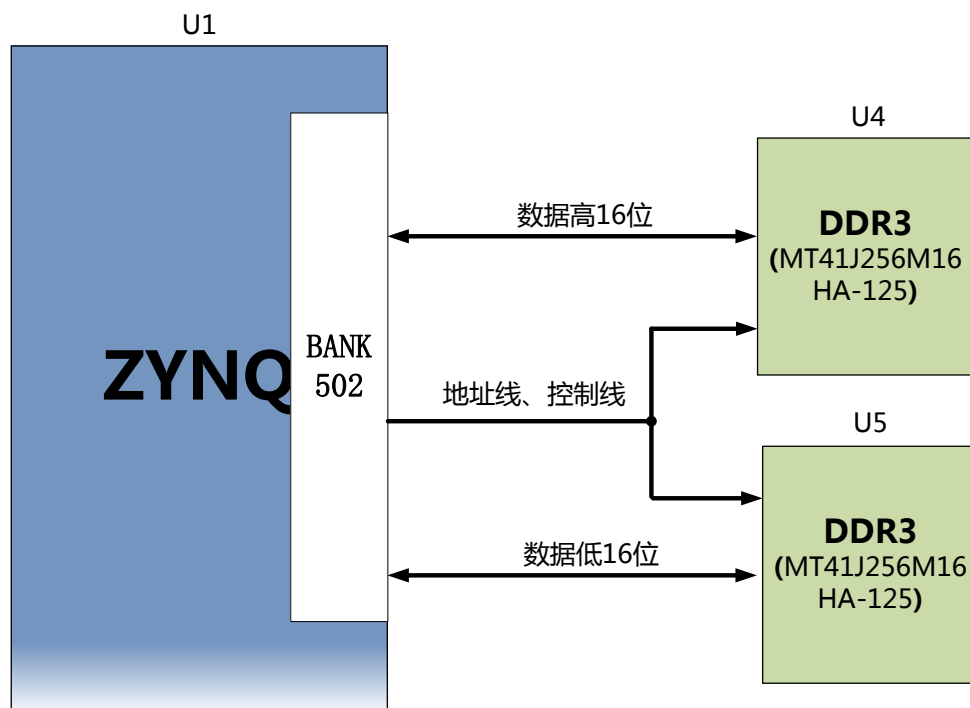 U1
U4
数据高16位
DDR3
(MT41J256M16
HA-125)
ZYNQ
BANK
502
地址线、控制线
U5
数据低16位
DDR3
(MT41J256M16
HA-125)